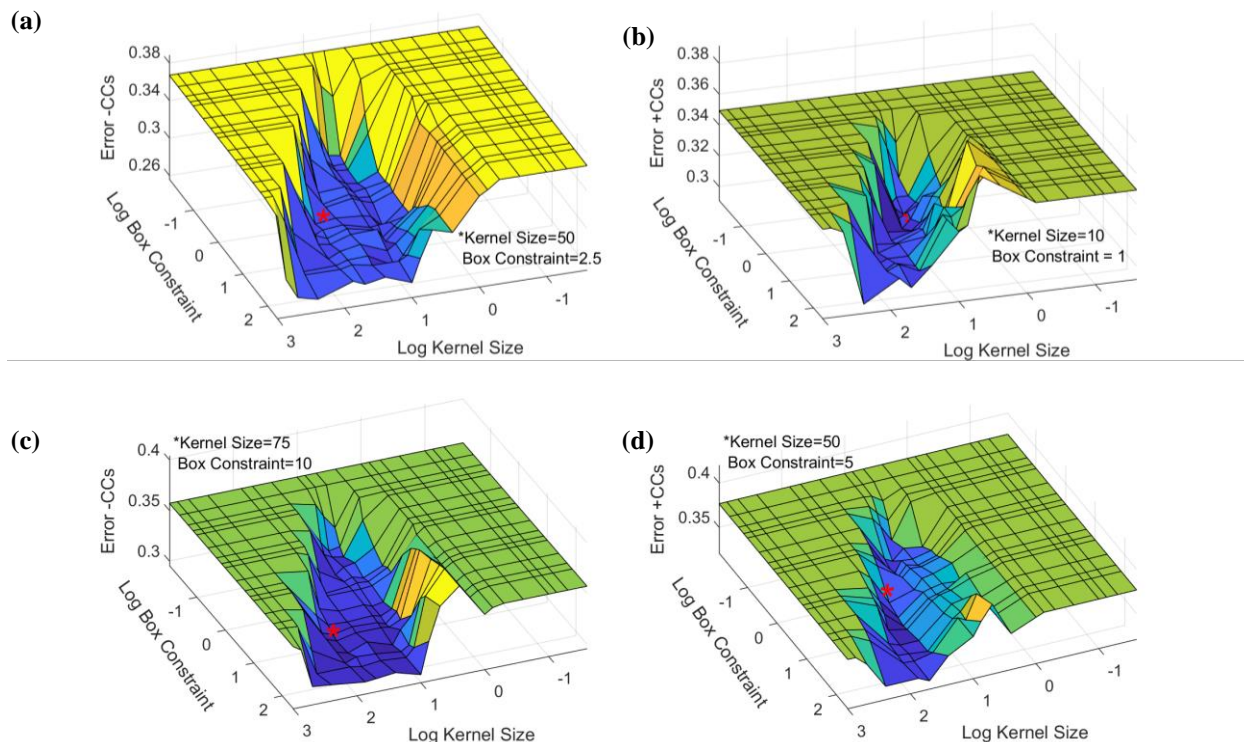 (a)
0.38
0.34
0.3
0.26
Error -CCs
Log Box Constraint
-1
0
1
2
3
2
1
0
-1
Log Kernel Size
*Kernel Size=50
Box Constraint=2.5
(b)
0.38
0.36
0.34
0.32
0.3
Error +CCs
Log Box Constraint
-1
0
1
2
3
2
1
0
-1
Log Kernel Size
*Kernel Size=10
Box Constraint = 1
(c)
*Kernel Size=75
Box Constraint=10
0.4
0.35
0.3
Error -CCs
Log Box Constraint
-1
0
1
2
3
2
1
0
-1
Log Kernel Size
(d)
*Kernel Size=50
Box Constraint=5
0.4
0.35
Error +CCs
Log Box Constraint
-1
0
1
2
3
2
1
0
-1
Log Kernel Size